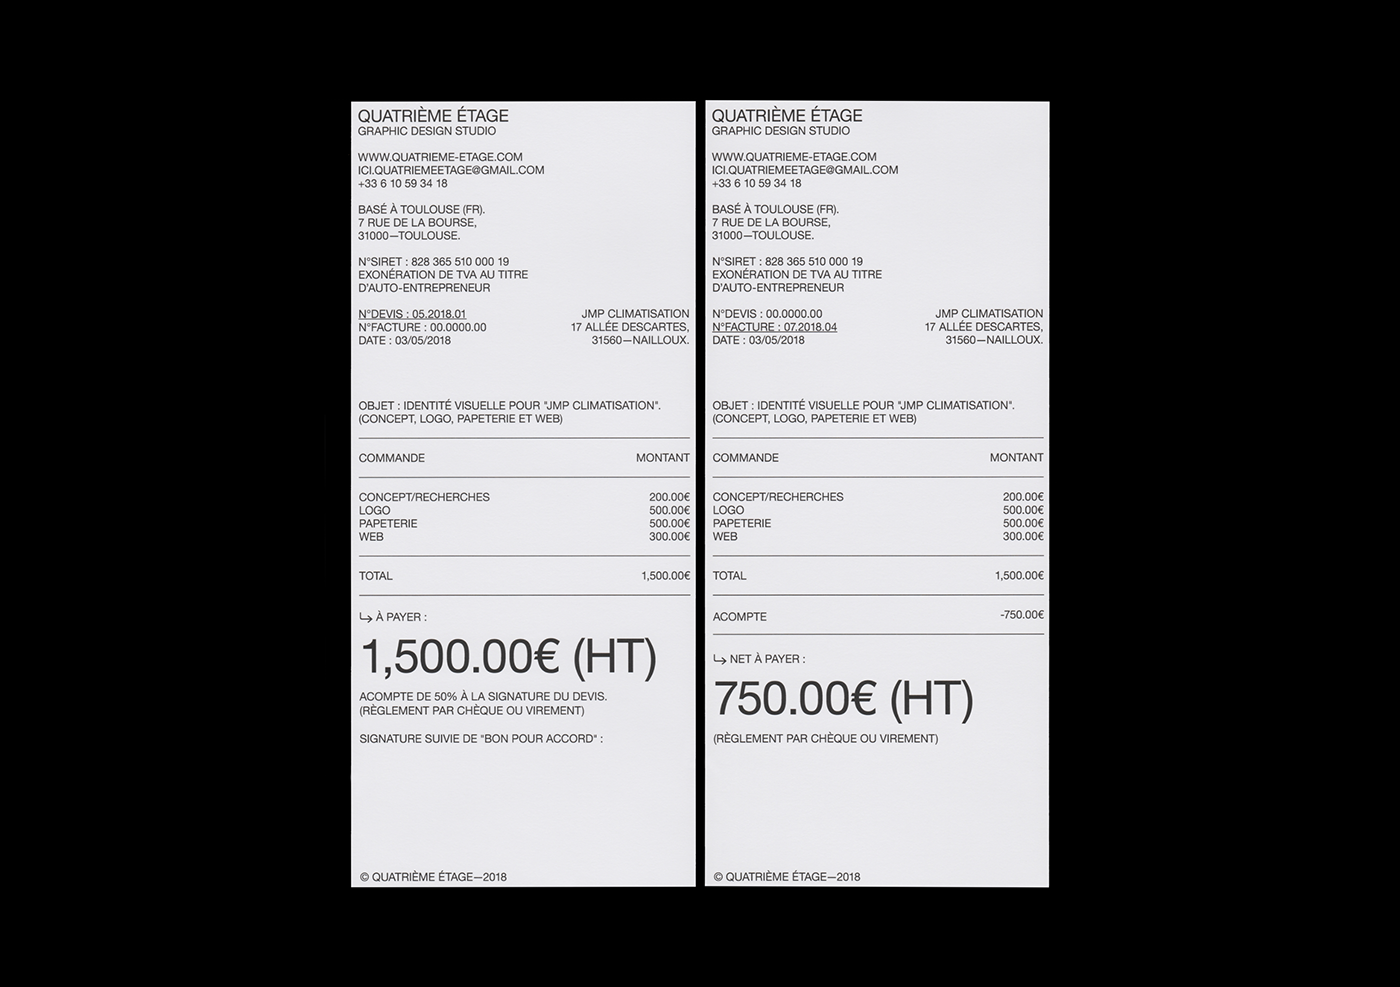 QUATRIÈME ÉTAGE
GRAPHIC DESIGN STUDIO
WWW.QUATRIEME-ETAGE.COM
ICI.QUATRIEMEETAGE@GMAIL.COM
+33 6 10 59 34 18
BASÉ À TOULOUSE (FR).
7 RUE DE LA BOURSE,
31000—TOULOUSE.
N°SIRET : 828 365 510 000 19
EXONÉRATION DE TVA AU TITRE
D'AUTO-ENTREPRENEUR
N°DEVIS : 05.2018.01 JMP CLIMATISATION
N°FACTURE : 00.0000.00 17 ALLÉE DESCARTES,
DATE : 03/05/2018 31560—NAILLOUX.
OBJET : IDENTITÉ VISUELLE POUR "JMP CLIMATISATION".
(CONCEPT, LOGO, PAPETERIE ET WEB)
COMMANDE MONTANT
CONCEPT/RECHERCHES 200.00€
LOGO 500.00€
PAPETERIE 500.00€
WEB 300.00€
TOTAL 1,500.00€
↳ À PAYER :
1,500.00€ (HT)
ACOMPTE DE 50% À LA SIGNATURE DU DEVIS.
(RÈGLEMENT PAR CHÈQUE OU VIREMENT)
SIGNATURE SUIVIE DE "BON POUR ACCORD" :
© QUATRIÈME ÉTAGE—2018
QUATRIÈME ÉTAGE
GRAPHIC DESIGN STUDIO
WWW.QUATRIEME-ETAGE.COM
ICI.QUATRIEMEETAGE@GMAIL.COM
+33 6 10 59 34 18
BASÉ À TOULOUSE (FR).
7 RUE DE LA BOURSE,
31000—TOULOUSE.
N°SIRET : 828 365 510 000 19
EXONÉRATION DE TVA AU TITRE
D'AUTO-ENTREPRENEUR
N°DEVIS : 00.0000.00 JMP CLIMATISATION
N°FACTURE : 07.2018.04 17 ALLÉE DESCARTES,
DATE : 03/05/2018 31560—NAILLOUX.
OBJET : IDENTITÉ VISUELLE POUR "JMP CLIMATISATION".
(CONCEPT, LOGO, PAPETERIE ET WEB)
COMMANDE MONTANT
CONCEPT/RECHERCHES 200.00€
LOGO 500.00€
PAPETERIE 500.00€
WEB 300.00€
TOTAL 1,500.00€
ACOMPTE -750.00€
↳ NET À PAYER :
750.00€ (HT)
(RÈGLEMENT PAR CHÈQUE OU VIREMENT)
© QUATRIÈME ÉTAGE—2018